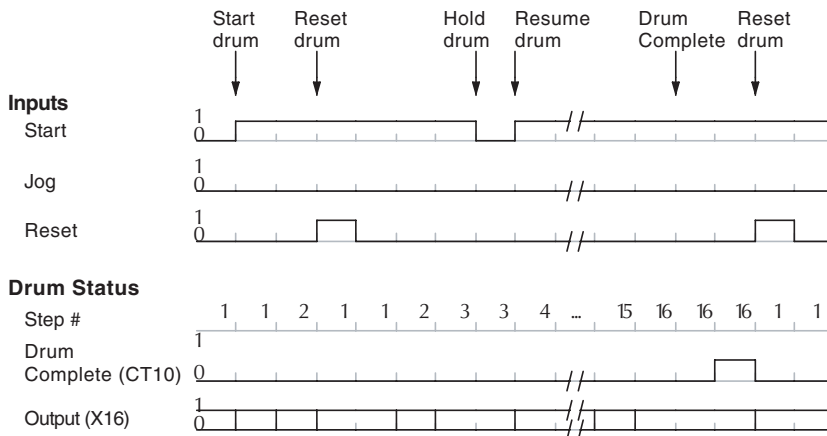 Start drum
Reset drum
Hold drum
Resume drum
Drum Complete
Reset drum
Inputs
1
Start 0
1
Jog 0
1
Reset 0
Drum Status
Step # 1 1 2 1 1 2 3 3 4 ... 15 16 16 16 1 1
1
Drum
Complete (CT10) 0
1
Output (X16) 0